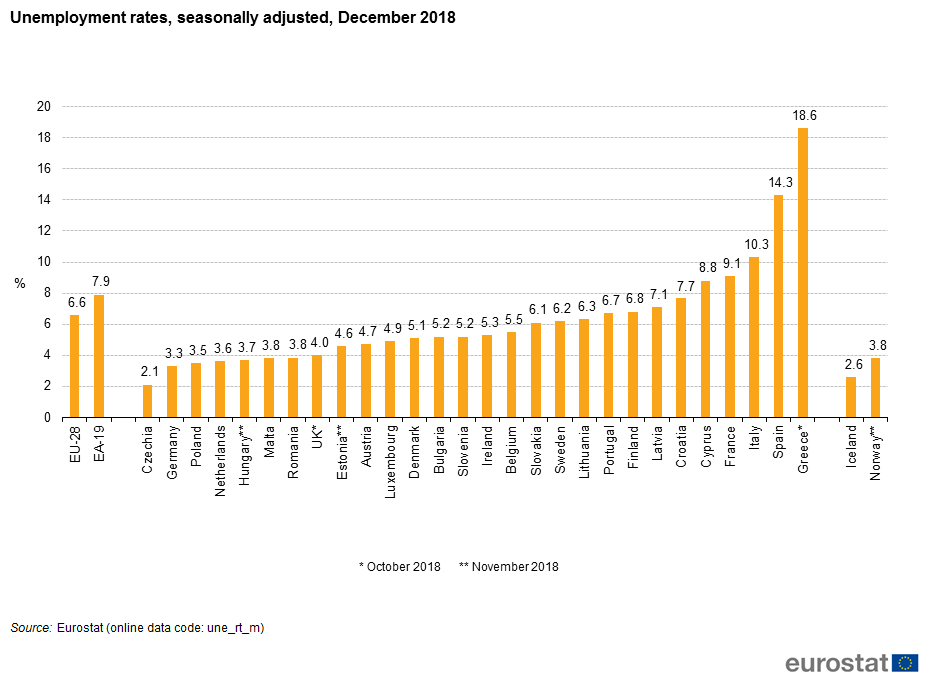 Unemployment rates, seasonally adjusted, December 2018
20
18
16
14
12
10
8
6
4
2
0
%
6.6
7.9
2.1
3.3
3.5
3.6
3.7
3.8
3.8
4.0
4.6
4.7
4.9
5.1
5.2
5.2
5.3
5.5
6.1
6.2
6.3
6.7
6.8
7.1
7.7
8.8
9.1
10.3
14.3
18.6
2.6
3.8
EU-28
EA-19
Czechia
Germany
Poland
Netherlands
Hungary**
Malta
Romania
UK*
Estonia**
Austria
Luxembourg
Denmark
Bulgaria
Slovenia
Ireland
Belgium
Slovakia
Sweden
Lithuania
Portugal
Finland
Latvia
Croatia
Cyprus
France
Italy
Spain
Greece*
Iceland
Norway**
* October 2018 ** November 2018
Source: Eurostat (online data code: une_rt_m)
eurostat